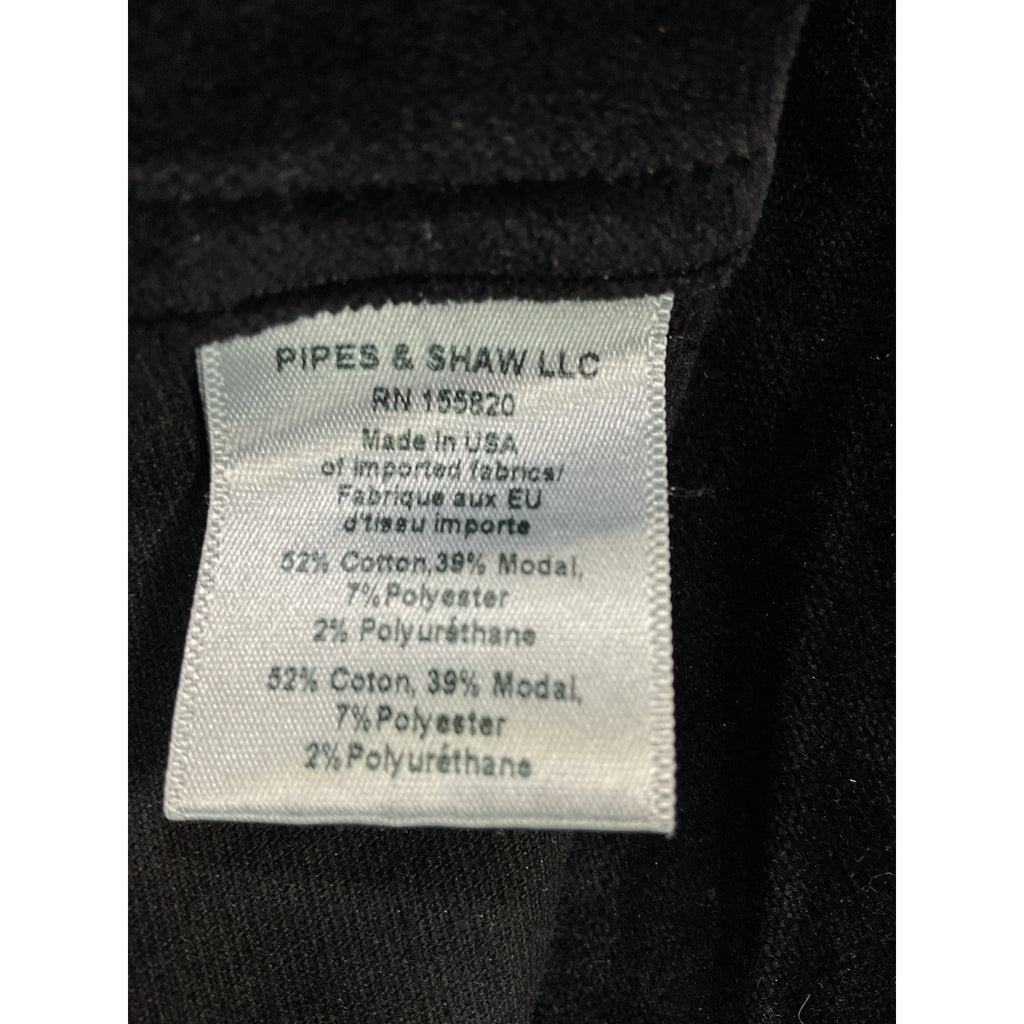 PIPES & SHAW LLC
RN 155820
Made in USA
of imported fabrics/
Fabrique aux EU
d'tissu importe
52% Cotton,39% Modal,
7%Polyester
2% Polyuréthane
52% Coton, 39% Modal,
7%Polyester
2%Polyuréthane